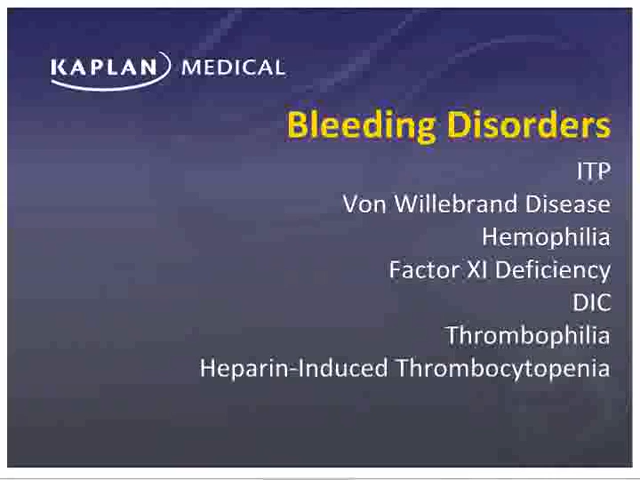 KAPLAN MEDICAL
Bleeding Disorders
ITP
Von Willebrand Disease
Hemophilia
Factor XI Deficiency
DIC
Thrombophilia
Heparin-Induced Thrombocytopenia